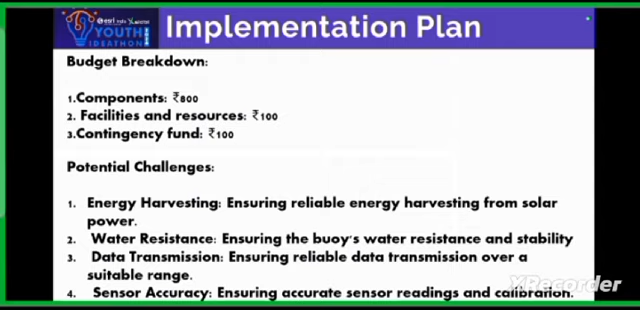 esri India
YOUTH
IDEATHON
Implementation Plan
Budget Breakdown:
1.Components: ₹800
2. Facilities and resources: ₹100
3.Contingency fund: ₹100
Potential Challenges:
1. Energy Harvesting: Ensuring reliable energy harvesting from solar
power.
2. Water Resistance: Ensuring the buoy's water resistance and stability
3. Data Transmission: Ensuring reliable data transmission over a
suitable range.
4. Sensor Accuracy: Ensuring accurate sensor readings and calibration.
XRecorder